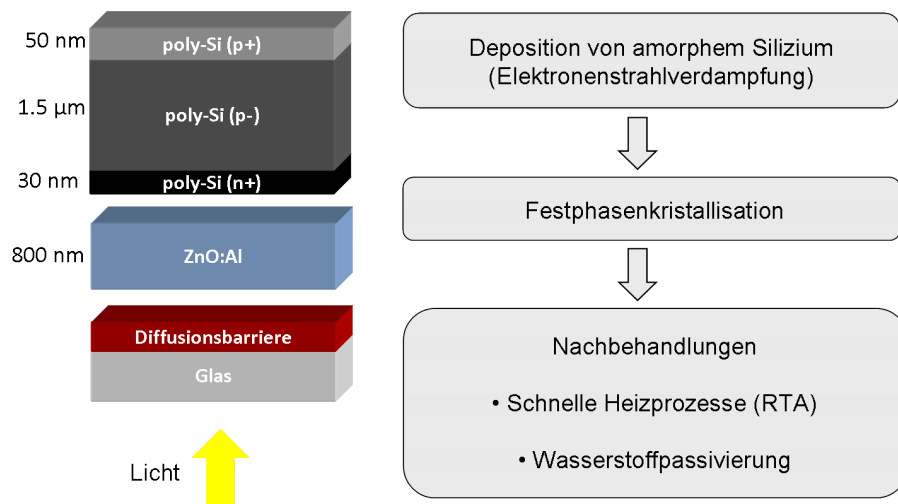 50 nm
poly-Si (p+)
1.5 µm
poly-Si (p-)
30 nm
poly-Si (n+)
800 nm
ZnO:Al
Diffusionsbarriere
Glas
Licht
Deposition von amorphem Silizium
(Elektronenstrahlverdampfung)
Festphasenkristallisation
Nachbehandlungen
• Schnelle Heizprozesse (RTA)
• Wasserstoffpassivierung